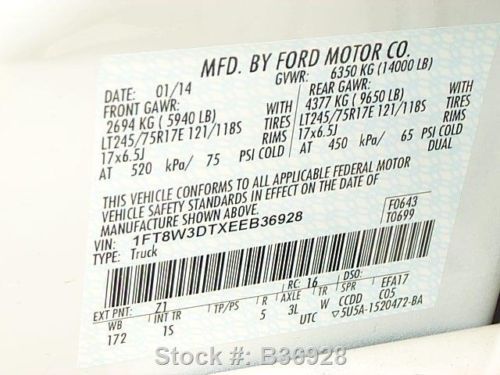 MFD. BY FORD MOTOR CO.
DATE: 01/14 GVWR: 6350 KG (14000 LB)
FRONT GAWR: REAR GAWR:
2694 KG ( 5940 LB) WITH 4377 KG ( 9650 LB) WITH
LT245/75R17E 121/118S TIRES LT245/75R17E 121/118S TIRES
17x6.5J RIMS 17x6.5J RIMS
AT 520 kPa/ 75 PSI COLD AT 450 kPa/ 65 PSI COLD
DUAL
THIS VEHICLE CONFORMS TO ALL APPLICABLE FEDERAL MOTOR
VEHICLE SAFETY STANDARDS IN EFFECT ON THE DATE OF
MANUFACTURE SHOWN ABOVE.
VIN: 1FT8W3DTXEEB36928 F0643
TYPE: Truck T0699
RC: 16 DSO:
EXT PNT: Z1 R AXLE TR SPR EFA17
WB INT TR TP/PS 5 3L W CCDD C05
172 1S UTC ▽5U5A-1520472-BA
Stock #: B36928